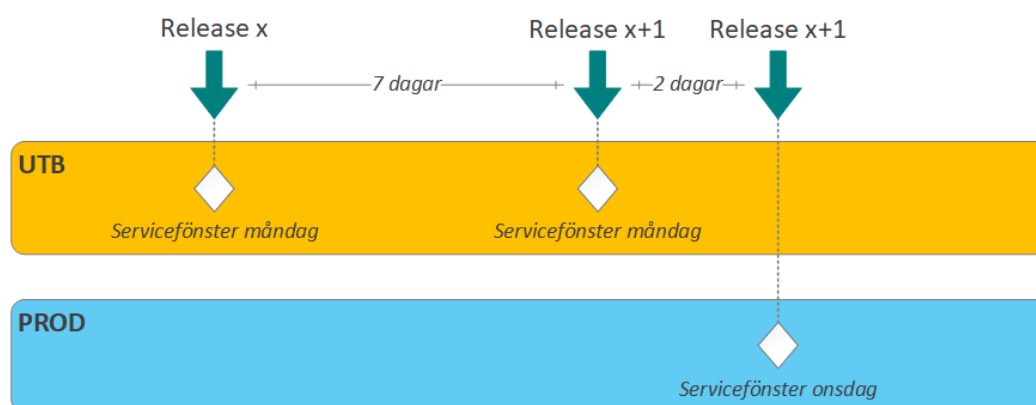 Release x
Release x+1
Release x+1
7 dagar
2 dagar
UTB
Servicefönster måndag
Servicefönster måndag
PROD
Servicefönster onsdag